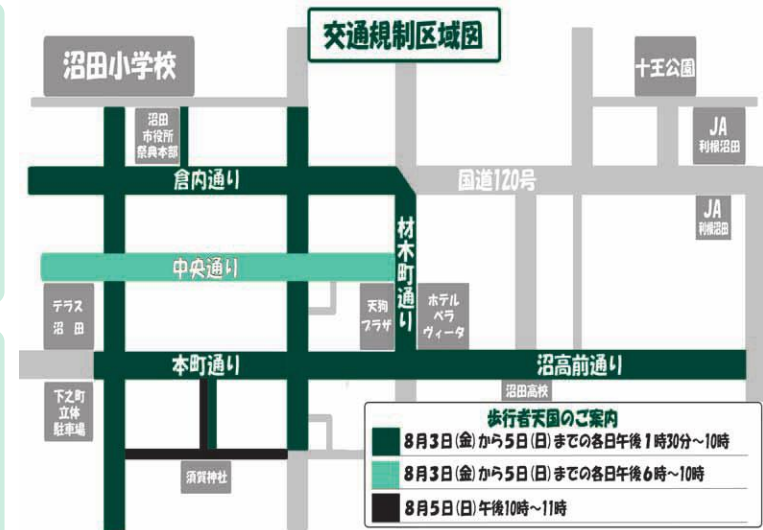 交通規制区域図
沼田小学校
十王公園
沼田
市役所
祭典本部
JA
利根沼田
倉内通り
国道120号
JA
利根沼田
材木町通り
中央通り
テラス
沼田
天狗
プラザ
ホテル
ベラ
ヴィータ
本町通り
沼高前通り
下之町
立体
駐車場
沼田高校
須賀神社
歩行者天国のご案内
8月3日(金)から5日(日)までの各日午後1時30分~10時
8月3日(金)から5日(日)までの各日午後6時~10時
8月5日(日)午後10時~11時